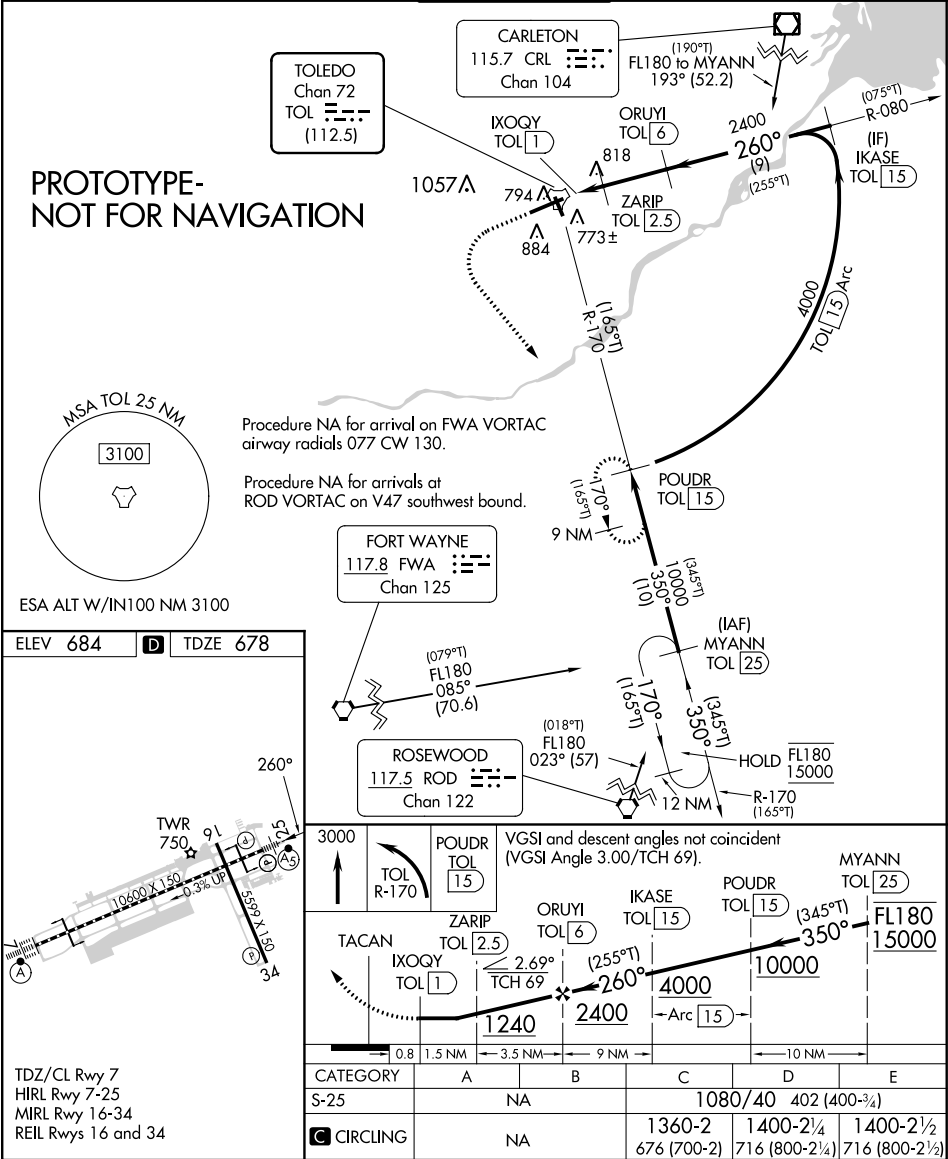 CARLETON
115.7 CRL
Chan 104
(190°T)
FL180 to MYANN
193° (52.2)
TOLEDO
Chan 72
TOL
(112.5)
IXOQY
TOL 1
ORUYI
TOL 6
2400
260°
(9)
(255°T)
(075°T)
R-080
(IF)
IKASE
TOL 15
818
ZARIP
TOL 2.5
1057
794
884
773±
PROTOTYPE-
NOT FOR NAVIGATION
(165°T)
R-170
4000
TOL 15 Arc
MSA TOL 25 NM
3100
ESA ALT W/IN100 NM 3100
Procedure NA for arrival on FWA VORTAC
airway radials 077 CW 130.
Procedure NA for arrivals at
ROD VORTAC on V47 southwest bound.
POUDR
TOL 15
170°
(165°T)
9 NM
FORT WAYNE
117.8 FWA
Chan 125
(345°T)
10000
350°
(10)
(IAF)
MYANN
TOL 25
(079°T)
FL180
085°
(70.6)
170°
(165°T)
(345°T)
350°
(018°T)
FL180
023° (57)
HOLD FL180
15000
12 NM
R-170
(165°T)
ROSEWOOD
117.5 ROD
Chan 122
ELEV 684 D TDZE 678
260°
TWR
750
16
25
P
P
A5
10600 X 150
0.3% UP
5599 X 150
7
A
P
34
TDZ/CL Rwy 7
HIRL Rwy 7-25
MIRL Rwy 16-34
REIL Rwys 16 and 34
3000
TOL
R-170
POUDR
TOL
15
VGSI and descent angles not coincident
(VGSI Angle 3.00/TCH 69).
TACAN
IXOQY
TOL 1
ZARIP
TOL 2.5
2.69°
TCH 69
ORUYI
TOL 6
IKASE
TOL 15
POUDR
TOL 15
MYANN
TOL 25
(255°T)
260°
(345°T)
350°
FL180
15000
10000
4000
2400
1240
Arc 15
0.8 1.5 NM 3.5 NM 9 NM 10 NM
CATEGORY A B C D E
S-25 NA 1080/40 402 (400-¾)
C CIRCLING NA 1360-2 1400-2¼ 1400-2½
676 (700-2) 716 (800-2¼) 716 (800-2½)